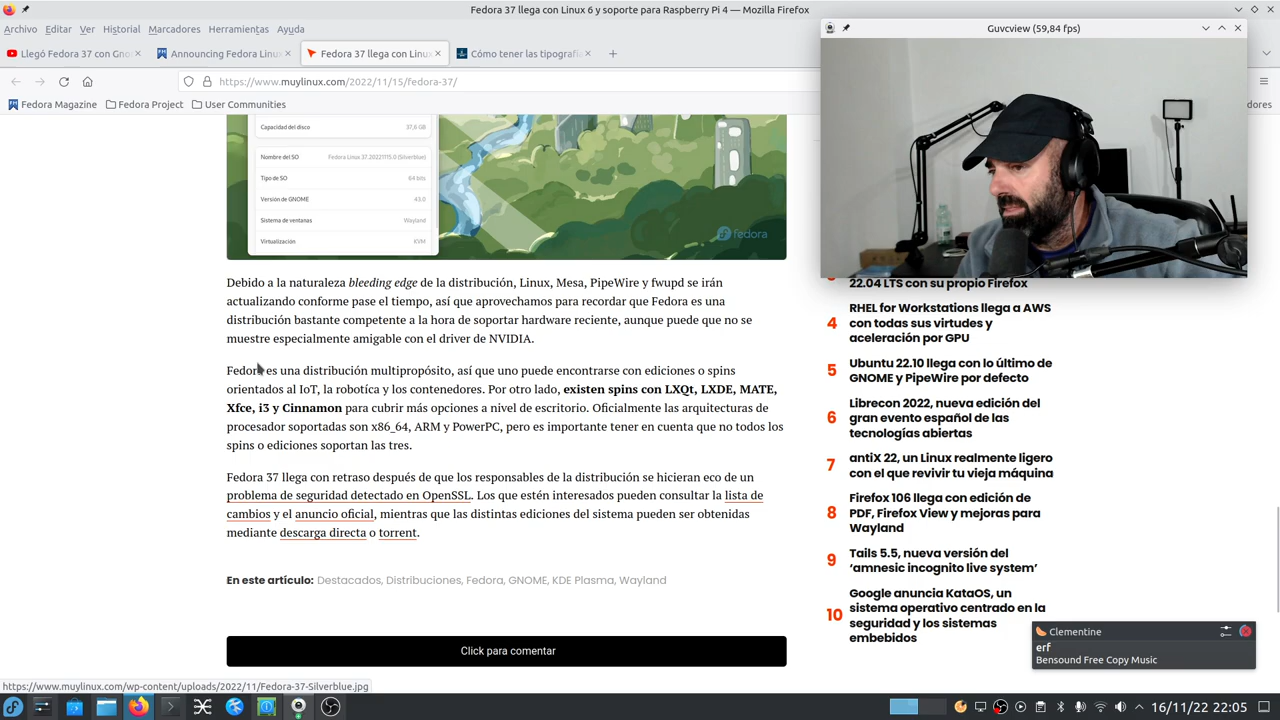 Fedora 37 llega con Linux 6 y soporte para Raspberry Pi 4 — Mozilla Firefox
Archivo Editar Ver Historial Marcadores Herramientas Ayuda
Llegó Fedora 37 con Gno
Announcing Fedora Linux
Fedora 37 llega con Linux
Cómo tener las tipografí
https://www.muylinux.com/2022/11/15/fedora-37/
Fedora Magazine Fedora Project User Communities
dores
Guvcview (59,84 fps)
Capacidad del disco 37,6 GB
Nombre del SO Fedora Linux 37.20221115.0 (Silverblue)
Tipo de SO 64 bits
Versión de GNOME 43.0
Sistema de ventanas Wayland
Virtualización KVM
fedora
Debido a la naturaleza bleeding edge de la distribución, Linux, Mesa, PipeWire y fwupd se irán
actualizando conforme pase el tiempo, así que aprovechamos para recordar que Fedora es una
distribución bastante competente a la hora de soportar hardware reciente, aunque puede que no se
muestre especialmente amigable con el driver de NVIDIA.
Fedora es una distribución multipropósito, así que uno puede encontrarse con ediciones o spins
orientados al IoT, la robótica y los contenedores. Por otro lado, existen spins con LXQt, LXDE, MATE,
Xfce, i3 y Cinnamon para cubrir más opciones a nivel de escritorio. Oficialmente las arquitecturas de
procesador soportadas son x86_64, ARM y PowerPC, pero es importante tener en cuenta que no todos los
spins o ediciones soportan las tres.
Fedora 37 llega con retraso después de que los responsables de la distribución se hicieran eco de un
problema de seguridad detectado en OpenSSL. Los que estén interesados pueden consultar la lista de
cambios y el anuncio oficial, mientras que las distintas ediciones del sistema pueden ser obtenidas
mediante descarga directa o torrent.
En este artículo: Destacados, Distribuciones, Fedora, GNOME, KDE Plasma, Wayland
Click para comentar
22.04 LTS con su propio Firefox
4 RHEL for Workstations llega a AWS
con todas sus virtudes y
aceleración por GPU
5 Ubuntu 22.10 llega con lo último de
GNOME y PipeWire por defecto
6 Librecon 2022, nueva edición del
gran evento español de las
tecnologías abiertas
7 antiX 22, un Linux realmente ligero
con el que revivir tu vieja máquina
8 Firefox 106 llega con edición de
PDF, Firefox View y mejoras para
Wayland
9 Tails 5.5, nueva versión del
‘amnesic incognito live system’
10 Google anuncia KataOS, un
sistema operativo centrado en la
seguridad y los sistemas
embebidos
Clementine
erf
Bensound Free Copy Music
https://www.muylinux.com/wp-content/uploads/2022/11/Fedora-37-Silverblue.jpg
16/11/22 22:05